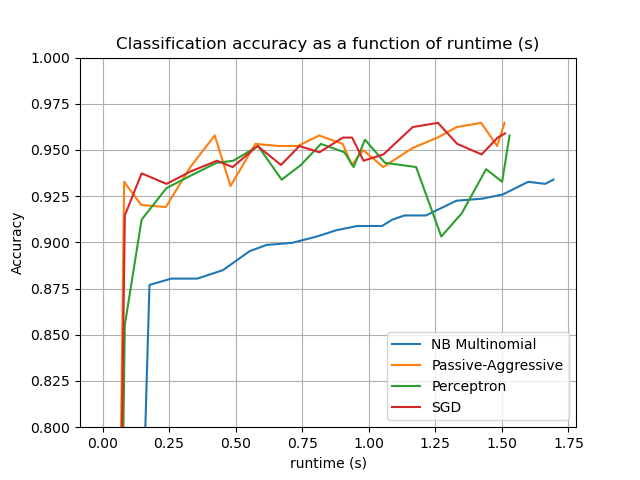 Classification accuracy as a function of runtime (s)
1.000
0.975
0.950
0.925
0.900
0.875
0.850
0.825
0.800
Accuracy
NB Multinomial
Passive-Aggressive
Perceptron
SGD
0.00 0.25 0.50 0.75 1.00 1.25 1.50 1.75
runtime (s)